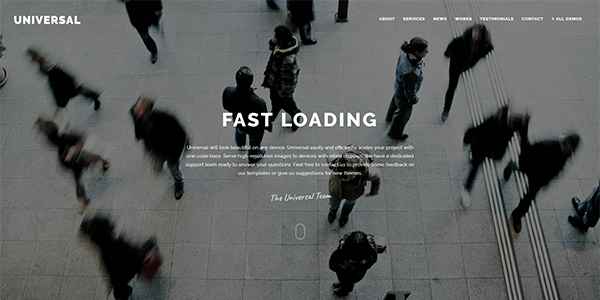 UNIVERSAL
ABOUT SERVICES NEWS WORKS TESTIMONIALS CONTACT + ALL DEMOS
FAST LOADING
Universal will look beautiful on any device. Universal easily and efficiently scales your project with
one code base. Serve high-resolution images to devices with retina displays. We have a dedicated
support team ready to answer your questions. Feel free to contact us to provide some feedback on
our templates or give us suggestions for new themes.
The Universal Team